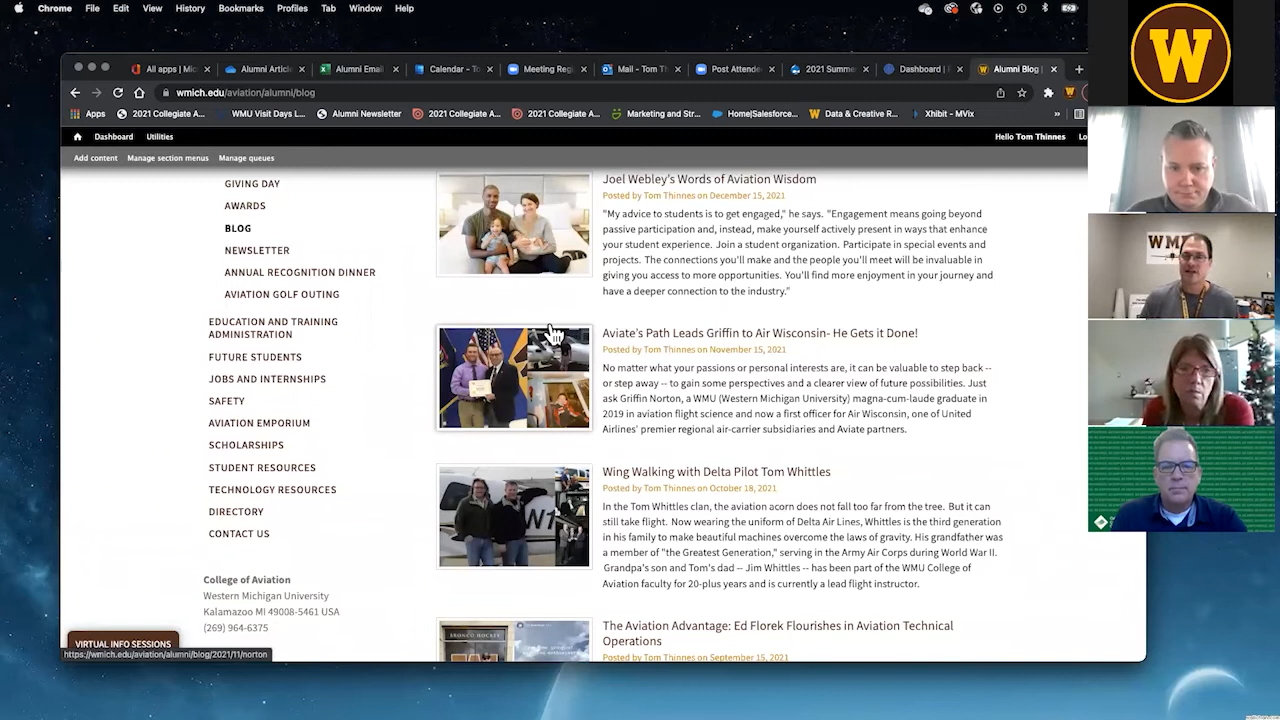 Chrome File Edit View History Bookmarks Profiles Tab Window Help
All apps | Mic Alumni Article Alumni Email Calendar - To Meeting Reg Mail - Tom Th Post Attende 2021 Summe Dashboard | Alumni Blog |
wmich.edu/aviation/alumni/blog
Apps 2021 Collegiate A... WMU Visit Days L... Alumni Newsletter 2021 Collegiate A... 2021 Collegiate A... Marketing and Str... Home|Salesforce... Data & Creative R... Xhibit - MVix »
Dashboard Utilities Hello Tom Thinnes Lo
Add content Manage section menus Manage queues
GIVING DAY
AWARDS
BLOG
NEWSLETTER
ANNUAL RECOGNITION DINNER
AVIATION GOLF OUTING
EDUCATION AND TRAINING
ADMINISTRATION
FUTURE STUDENTS
JOBS AND INTERNSHIPS
SAFETY
AVIATION EMPORIUM
SCHOLARSHIPS
STUDENT RESOURCES
TECHNOLOGY RESOURCES
DIRECTORY
CONTACT US
College of Aviation
Western Michigan University
Kalamazoo MI 49008-5461 USA
(269) 964-6375
VIRTUAL INFO SESSIONS
https://wmich.edu/aviation/alumni/blog/2021/11/norton
Joel Webley's Words of Aviation Wisdom
Posted by Tom Thinnes on December 15, 2021
"My advice to students is to get engaged," he says. "Engagement means going beyond
passive participation and, instead, make yourself actively present in ways that enhance
your student experience. Join a student organization. Participate in special events and
projects. The connections you'll make and the people you'll meet will be invaluable in
giving you access to more opportunities. You'll find more enjoyment in your journey and
have a deeper connection to the industry."
Aviate's Path Leads Griffin to Air Wisconsin- He Gets it Done!
Posted by Tom Thinnes on November 15, 2021
No matter what your passions or personal interests are, it can be valuable to step back --
or step away -- to gain some perspectives and a clearer view of future possibilities. Just
ask Griffin Norton, a WMU (Western Michigan University) magna-cum-laude graduate in
2019 in aviation flight science and now a first officer for Air Wisconsin, one of United
Airlines' premier regional air-carrier subsidiaries and Aviate partners.
Wing Walking with Delta Pilot Tom Whittles
Posted by Tom Thinnes on October 18, 2021
In the Tom Whittles clan, the aviation acorn does not fall too far from the tree. But it can
still take flight. Now wearing the uniform of Delta Air Lines, Whittles is the third generation
in his family to make beautiful machines overcome the laws of gravity. His grandfather was
a member of "the Greatest Generation," serving in the Army Air Corps during World War II.
Grandpa's son and Tom's dad -- Jim Whittles -- has been part of the WMU College of
Aviation faculty for 20-plus years and is currently a lead flight instructor.
BRONCO HOCKEY
The Aviation Advantage: Ed Florek Flourishes in Aviation Technical
Operations
Posted by Tom Thinnes on September 15, 2021
W
WMU